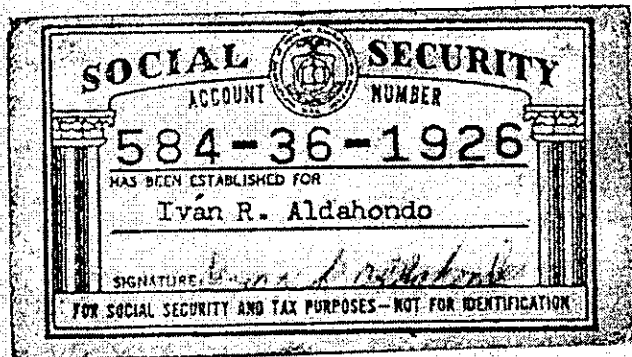 SOCIAL SECURITY
ACCOUNT NUMBER
584-36-1926
HAS BEEN ESTABLISHED FOR
Iván R. Aldahondo
SIGNATURE
FOR SOCIAL SECURITY AND TAX PURPOSES—NOT FOR IDENTIFICATION